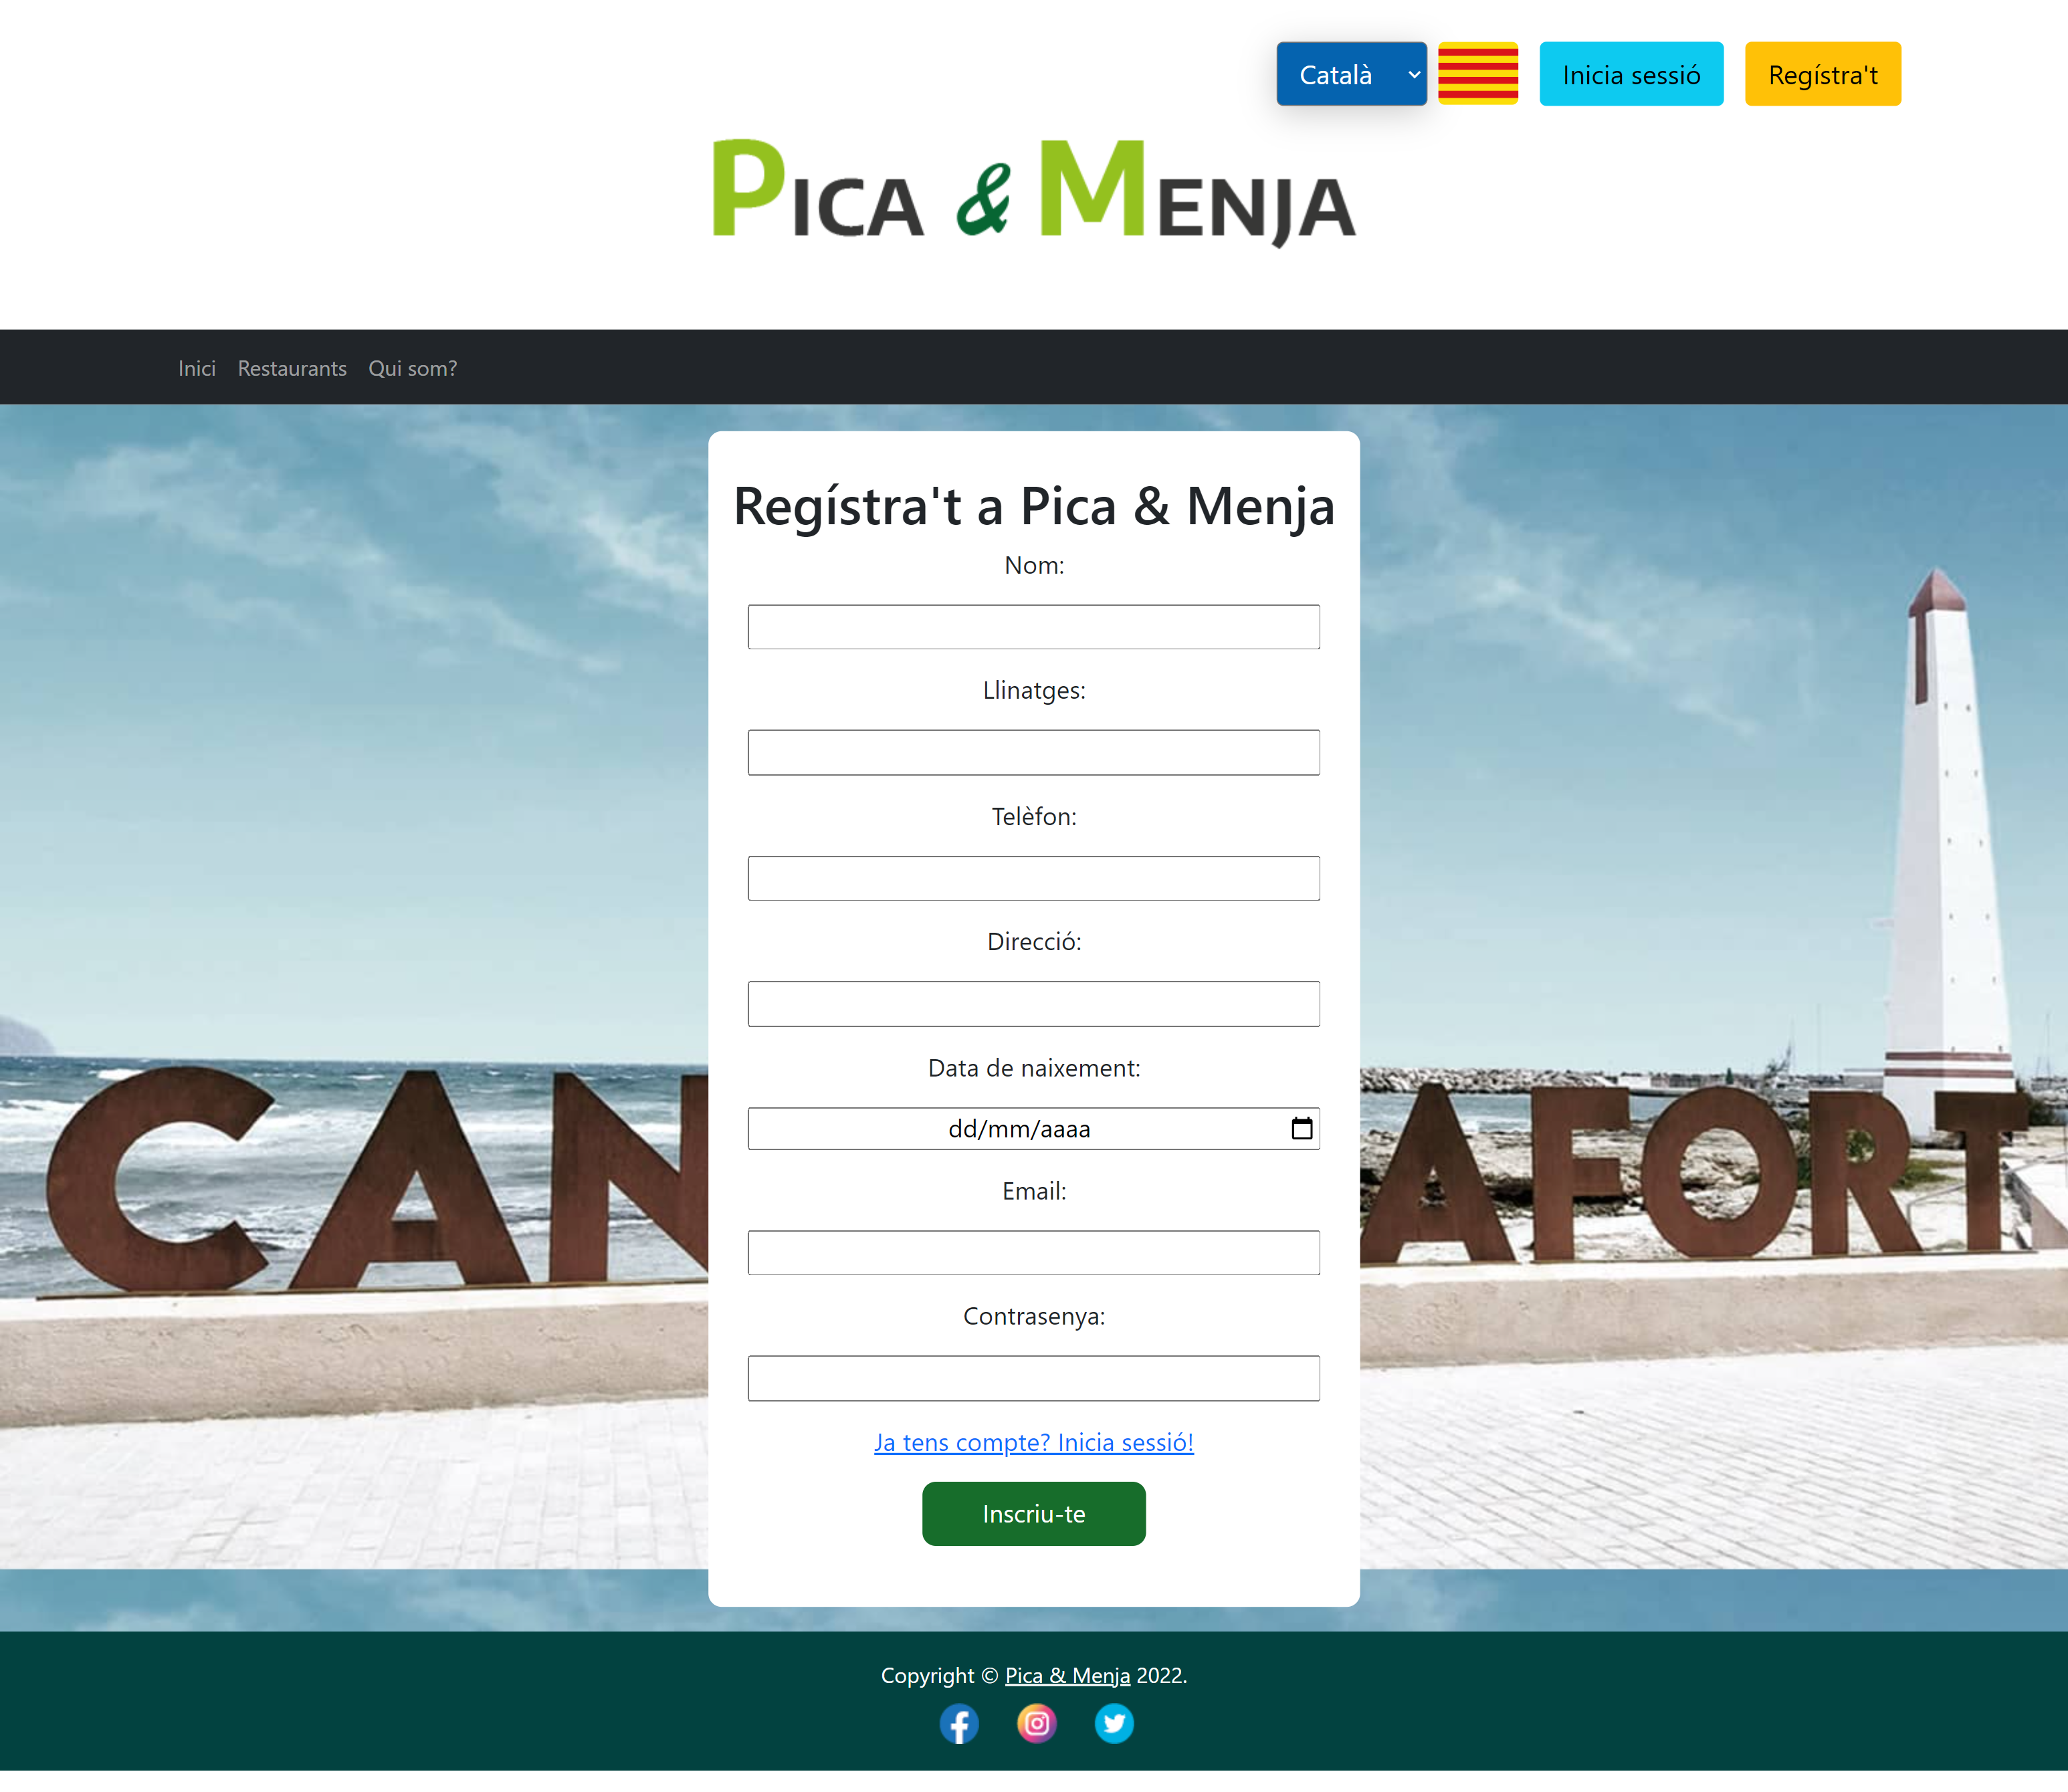 Català
Inicia sessió
Regístra't
PICA & MENJA
Inici
Restaurants
Qui som?
Regístra't a Pica & Menja
Nom:
Llinatges:
Telèfon:
Direcció:
Data de naixement:
dd/mm/aaaa
Email:
Contrasenya:
Ja tens compte? Inicia sessió!
Inscriu-te
CAN
AFORT
Copyright © Pica & Menja 2022.